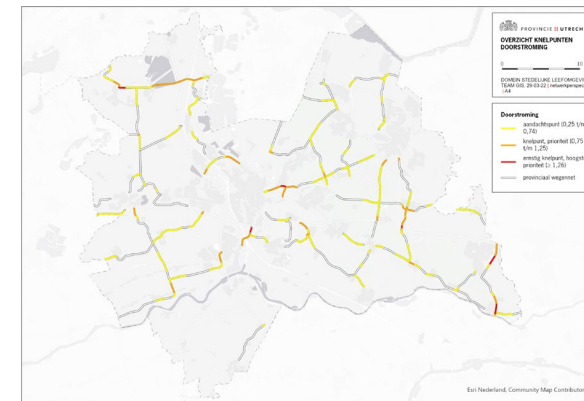 PROVINCIE UTRECH
OVERZICHT KNELPUNTEN
DOORSTROMING
0 10
DOMEIN STEDELIJKE LEEFOMGEVI
TEAM GIS, 29-03-22 | netwerkperspec
| A4
Doorstroming
aandachtspunt (0,25 t/m
0,74)
knelpunt, prioriteit (0,75
t/m 1,25)
ernstig knelpunt, hoogst
prioriteit (≥ 1,26)
provinciaal wegennet
Esri Nederland, Community Map Contributor